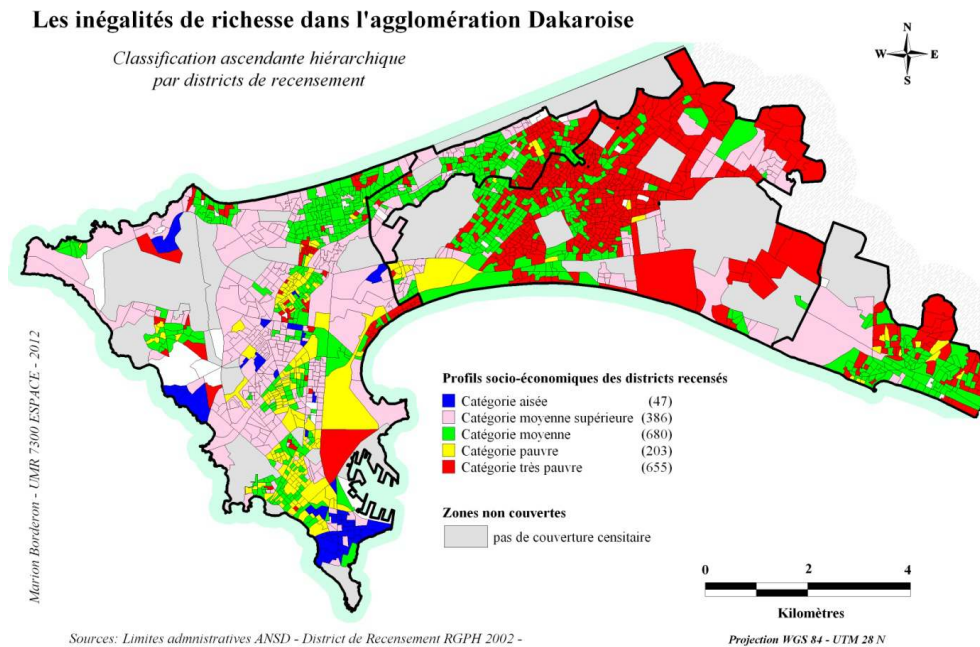 Les inégalités de richesse dans l'agglomération Dakaroise
Classification ascendante hiérarchique
par districts de recensement
N
W E
S
Profils socio-économiques des districts recensés
Catégorie aisée (47)
Catégorie moyenne supérieure (386)
Catégorie moyenne (680)
Catégorie pauvre (203)
Catégorie très pauvre (655)
Zones non couvertes
pas de couverture censitaire
Marion Borderon - UMR 7300 ESPACE - 2012
0 2 4
Kilomètres
Sources: Limites admnistratives ANSD - District de Recensement RGPH 2002 -
Projection WGS 84 - UTM 28 N